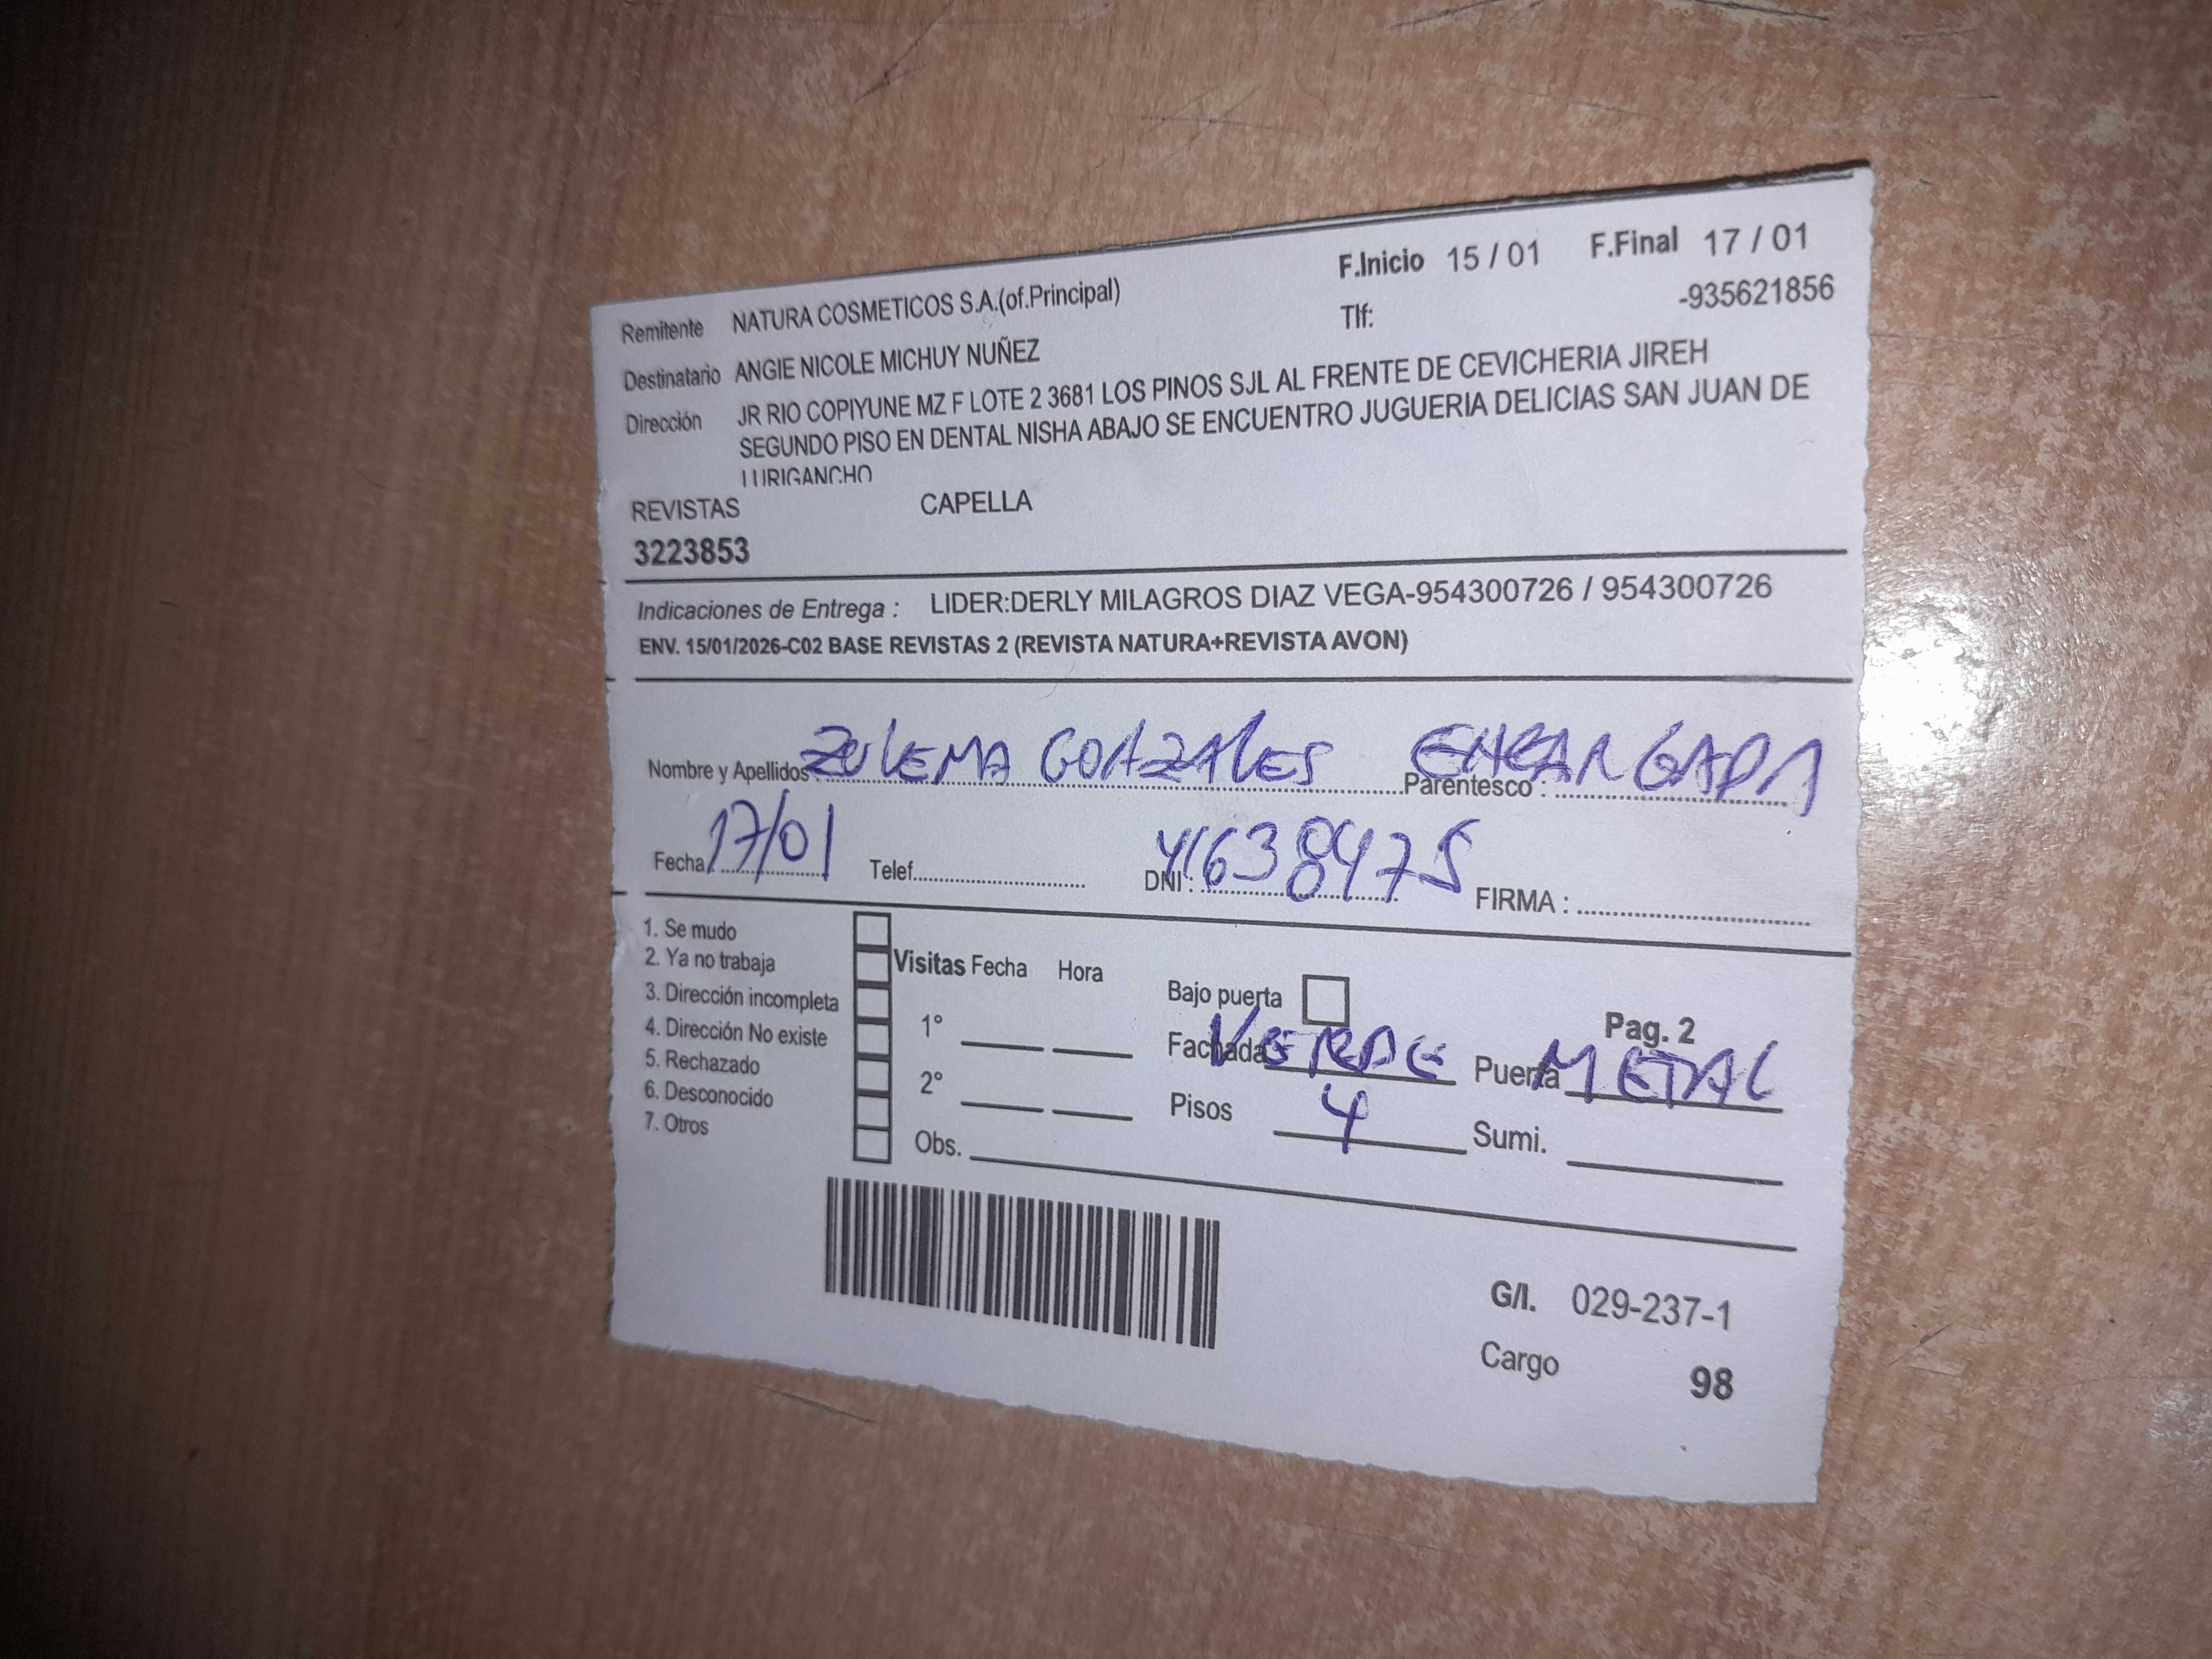 F.Inicio 15 / 01 F.Final 17 / 01
Remitente NATURA COSMETICOS S.A.(of.Principal) Tlf: -935621856
Destinatario ANGIE NICOLE MICHUY NUÑEZ
Dirección JR RIO COPIYUNE MZ F LOTE 2 3681 LOS PINOS SJL AL FRENTE DE CEVICHERIA JIREH
SEGUNDO PISO EN DENTAL NISHA ABAJO SE ENCUENTRO JUGUERIA DELICIAS SAN JUAN DE
LURIGANCHO
REVISTAS CAPELLA
3223853
Indicaciones de Entrega : LIDER:DERLY MILAGROS DIAZ VEGA-954300726 / 954300726
ENV. 15/01/2026-C02 BASE REVISTAS 2 (REVISTA NATURA+REVISTA AVON)
Nombre y Apellidos : ZULEMA GONZALES Parentesco : ENCARGADA
Fecha 17/01 Telef. DNI : 41638475 FIRMA :
1. Se mudo
2. Ya no trabaja Visitas Fecha Hora
3. Dirección incompleta Bajo puerta
4. Dirección No existe 1° Fachada VERDE Pag. 2
5. Rechazado Puerta METAL
6. Desconocido 2° Pisos 4
7. Otros Obs. Sumi.
G/I. 029-237-1
Cargo 98